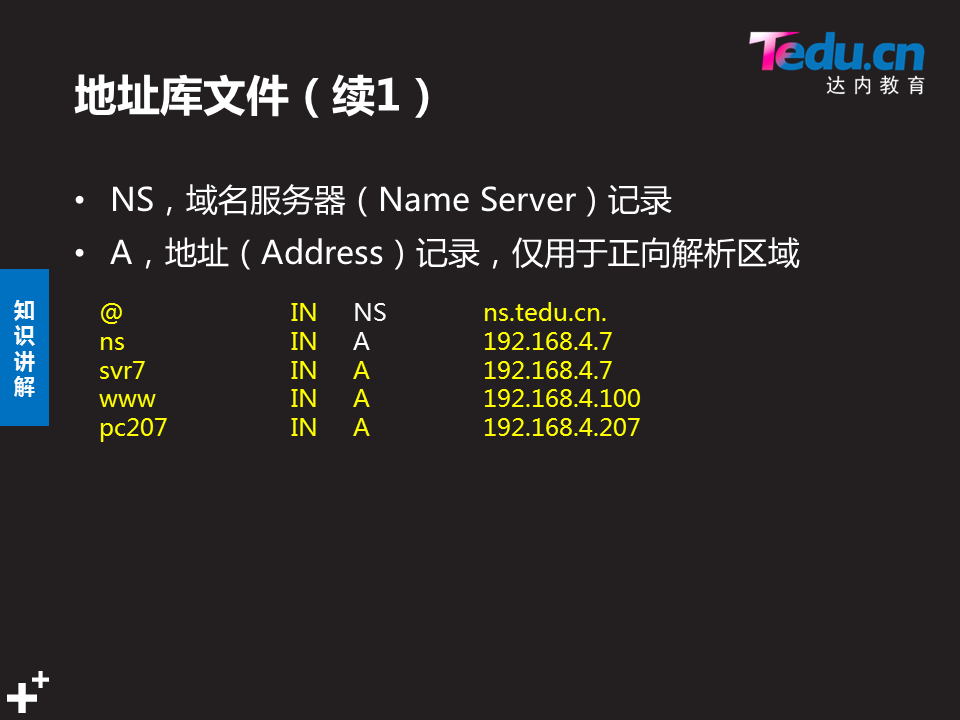 Tedu.cn
达内教育
地址库文件（续1）
• NS，域名服务器（Name Server）记录
• A，地址（Address）记录，仅用于正向解析区域
知识讲解
@ IN NS ns.tedu.cn.
ns IN A 192.168.4.7
svr7 IN A 192.168.4.7
www IN A 192.168.4.100
pc207 IN A 192.168.4.207